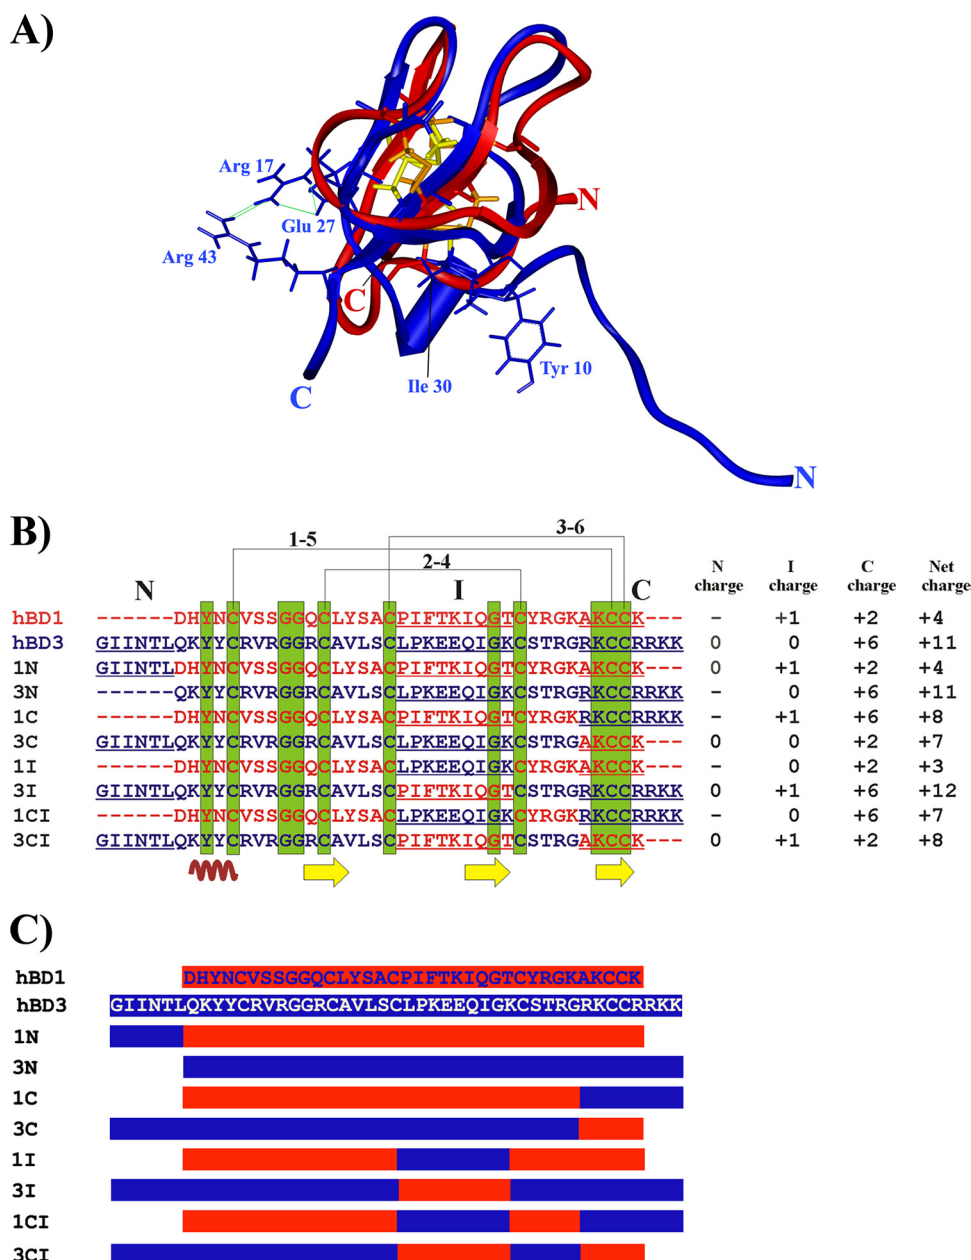 A)
Arg 17
N
Glu 27
Arg 43
C
Tyr 10
Ile 30
C
N
B)
3-6
1-5
2-4
N I C N charge I charge C charge Net charge
hBD1 ------DHYNCVSSGGQCLYSACPIFTKIQGTCYRGKAKCCK--- - +1 +2 +4
hBD3 GIINTLQKYYCRVRGGRCAVLSCLPKEEQIGKCSTRGRKCCRRKK 0 0 +6 +11
1N GIINTLDHYNCVSSGGQCLYSACPIFTKIQGTCYRGKAKCCK--- 0 +1 +2 +4
3N ------QKYYCRVRGGRCAVLSCLPKEEQIGKCSTRGRKCCRRKK - 0 +6 +11
1C ------DHYNCVSSGGQCLYSACPIFTKIQGTCYRGKRKCCRRKK - +1 +6 +8
3C GIINTLQKYYCRVRGGRCAVLSCLPKEEQIGKCSTRGAKCCK--- 0 0 +2 +7
1I ------DHYNCVSSGGQCLYSACLPKEEQIGKCYRGKAKCCK--- - 0 +2 +3
3I GIINTLQKYYCRVRGGRCAVLSCPIFTKIQGTCSTRGRKCCRRKK 0 +1 +6 +12
1CI ------DHYNCVSSGGQCLYSACLPKEEQIGKCYRGKRKCCRRKK - 0 +6 +7
3CI GIINTLQKYYCRVRGGRCAVLSCPIFTKIQGTCSTRGAKCCK--- 0 +1 +2 +8
C)
hBD1 DHYNCVSSGGQCLYSACPIFTKIQGTCYRGKAKCCK
hBD3 GIINTLQKYYCRVRGGRCAVLSCLPKEEQIGKCSTRGRKCCRRKK
1N
3N
1C
3C
1I
3I
1CI
3CI